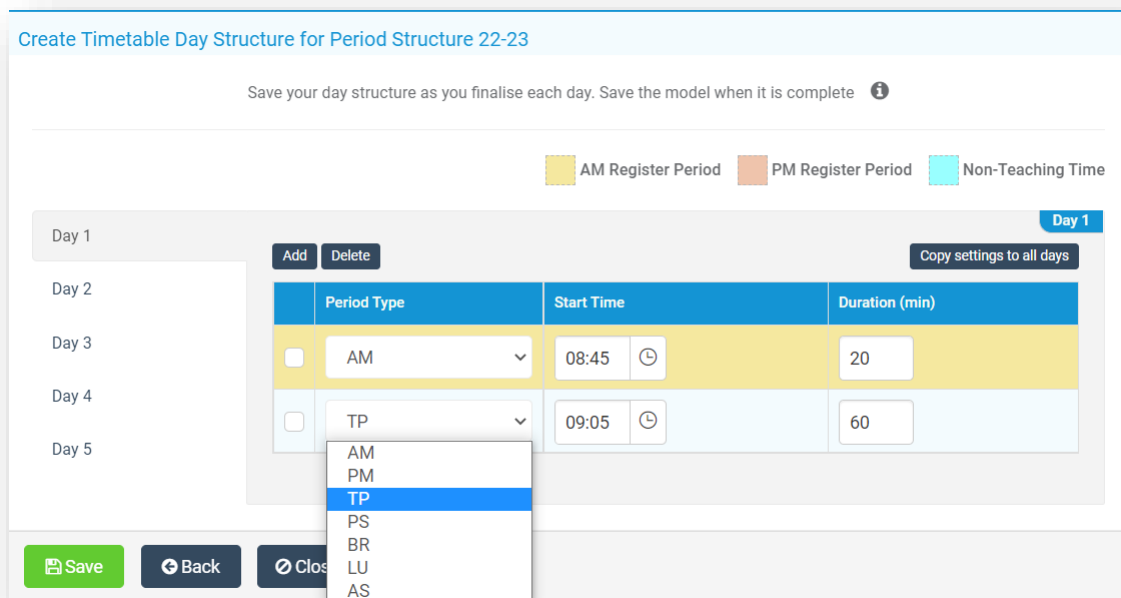 Create Timetable Day Structure for Period Structure 22-23
Save your day structure as you finalise each day. Save the model when it is complete
AM Register Period PM Register Period Non-Teaching Time
Day 1
Day 2
Day 3
Day 4
Day 5
Day 1
Add Delete Copy settings to all days
Period Type Start Time Duration (min)
AM 08:45 20
TP 09:05 60
AM
PM
TP
PS
BR
LU
AS
Save Back Clos